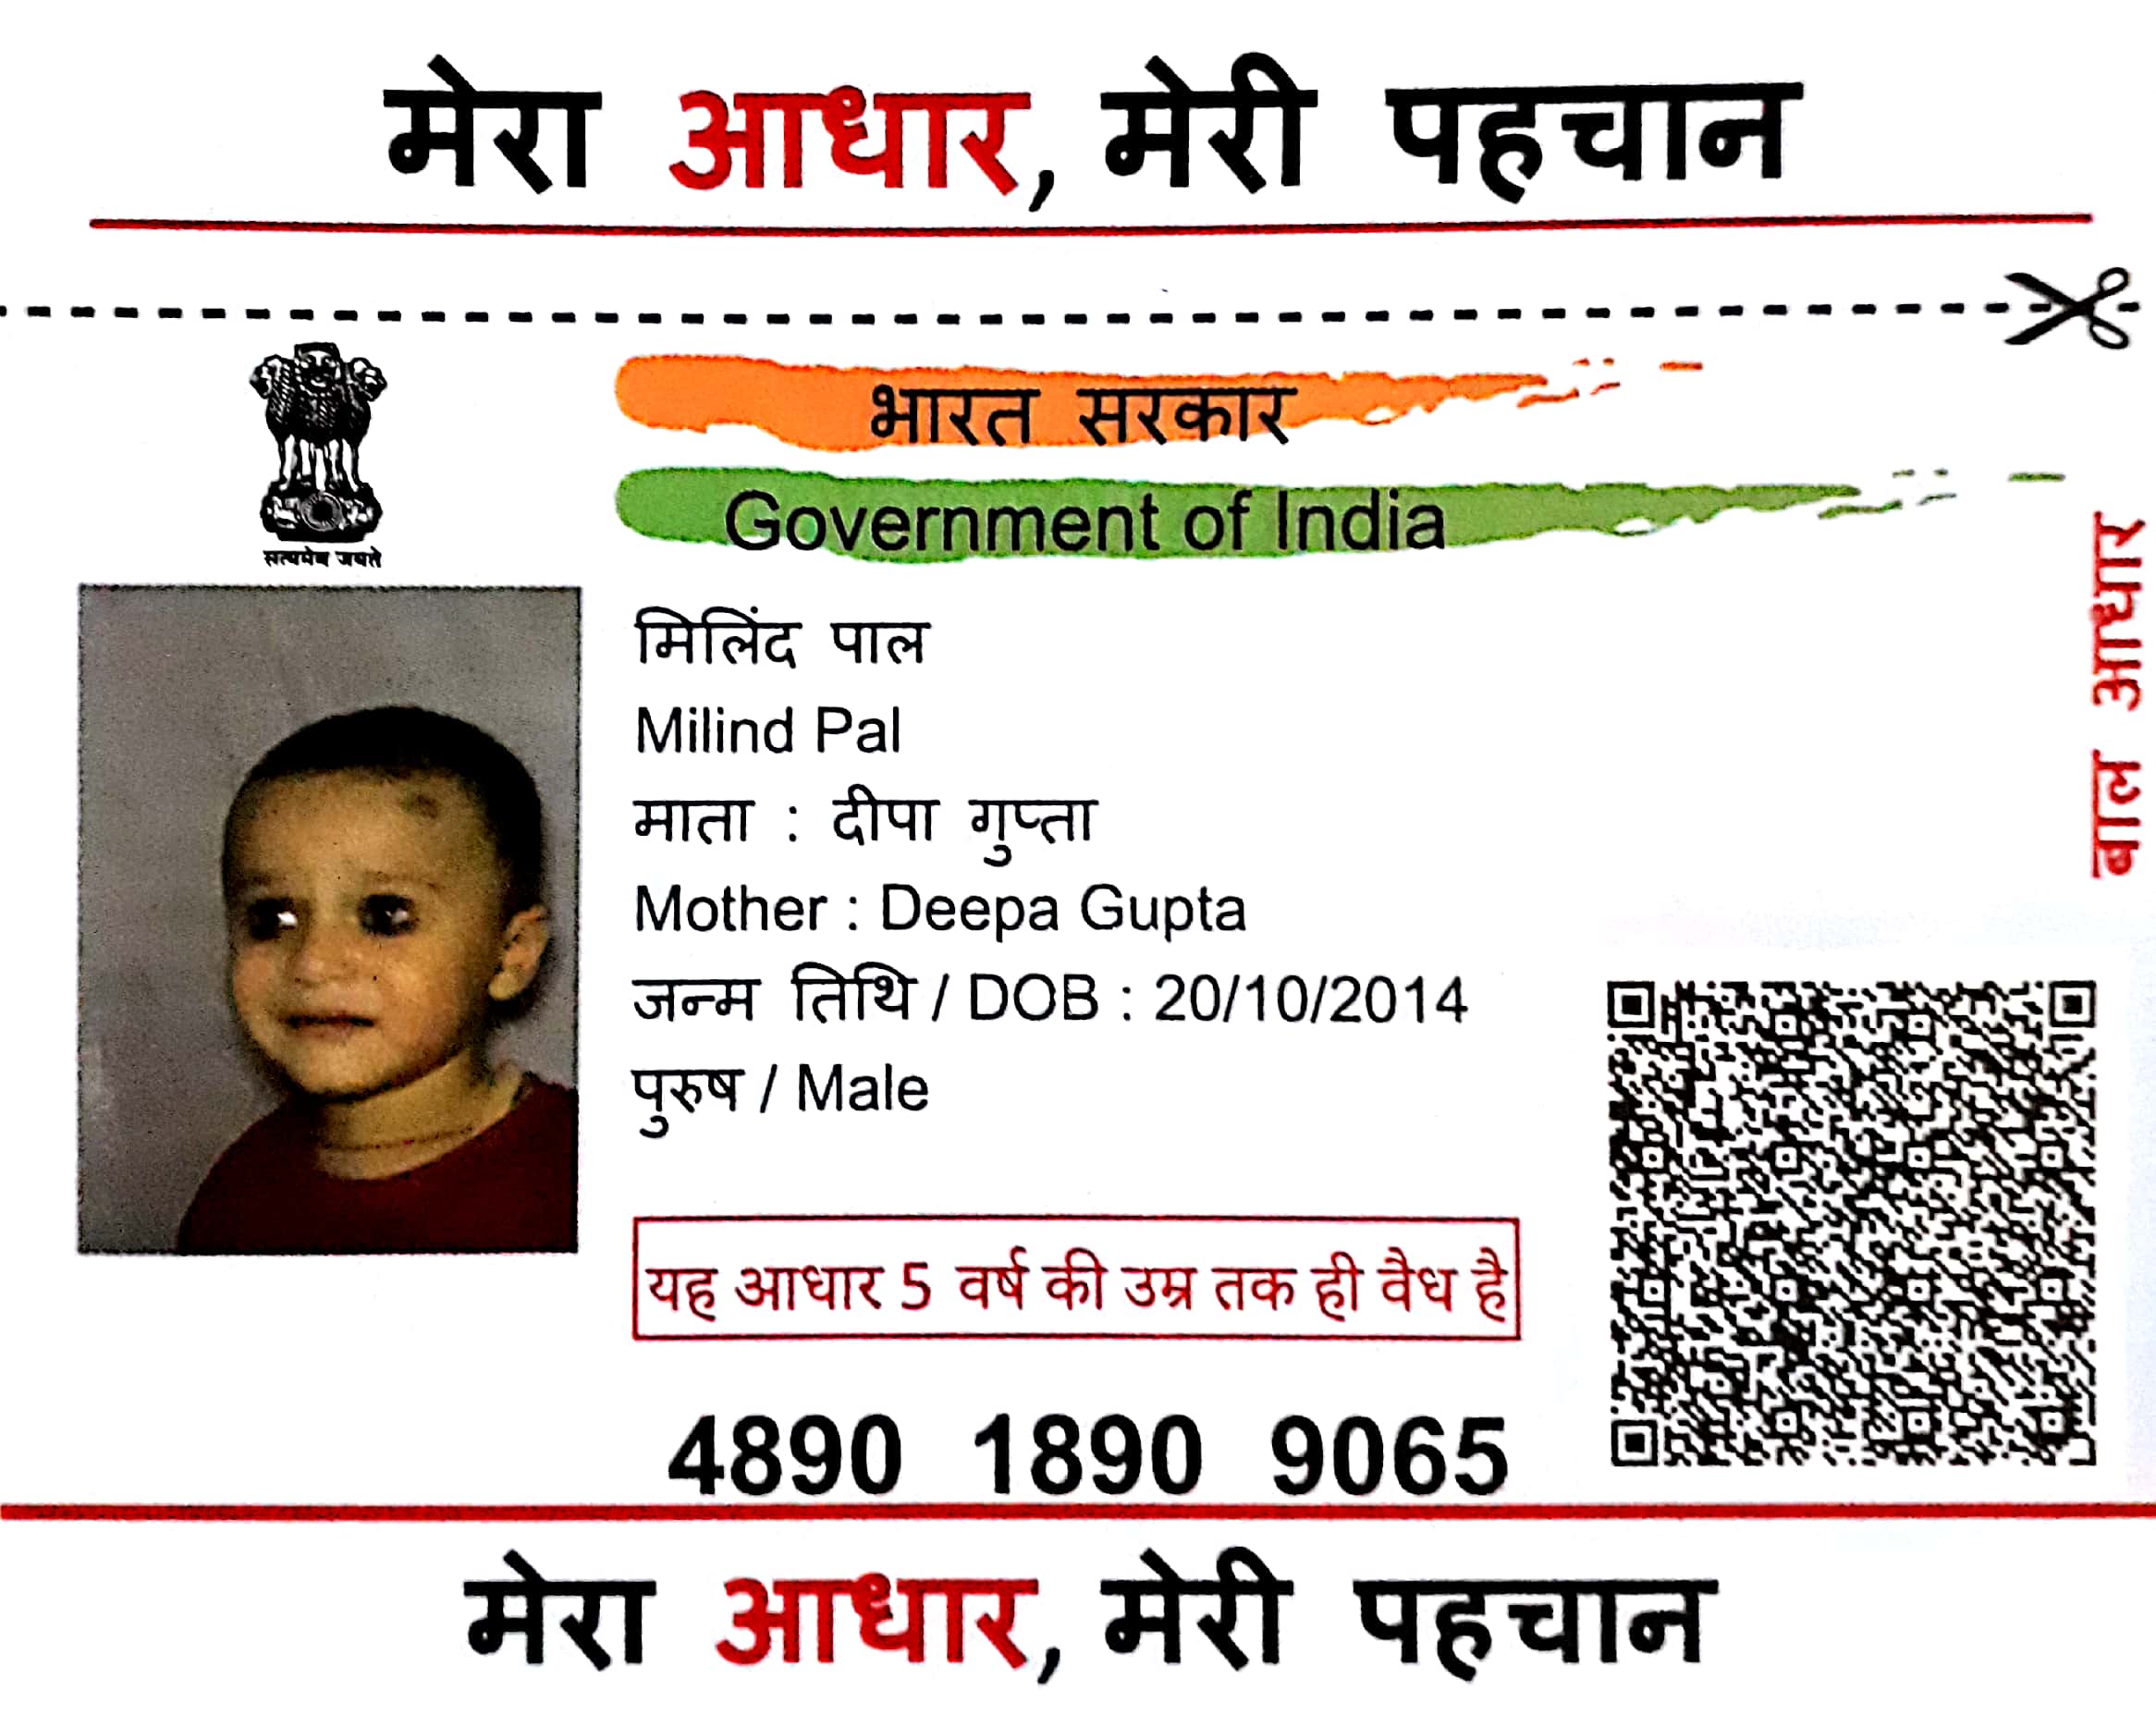 मेरा आधार, मेरी पहचान
सत्यमेव जयते
भारत सरकार
Government of India
मिलिंद पाल
Milind Pal
माता : दीपा गुप्ता
Mother : Deepa Gupta
जन्म तिथि / DOB : 20/10/2014
पुरुष / Male
बाल आधार
यह आधार 5 वर्ष की उम्र तक ही वैध है
4890 1890 9065
मेरा आधार, मेरी पहचान